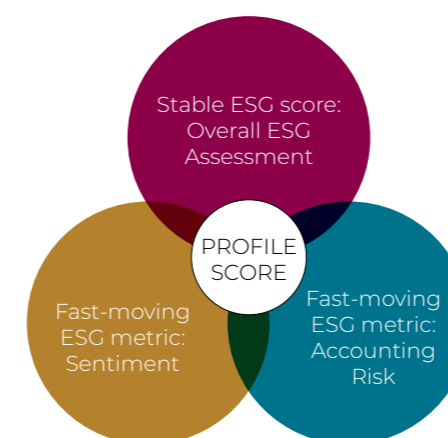 Stable ESG score:
Overall ESG
Assessment
PROFILE
SCORE
Fast-moving
ESG metric:
Sentiment
Fast-moving
ESG metric:
Accounting
Risk